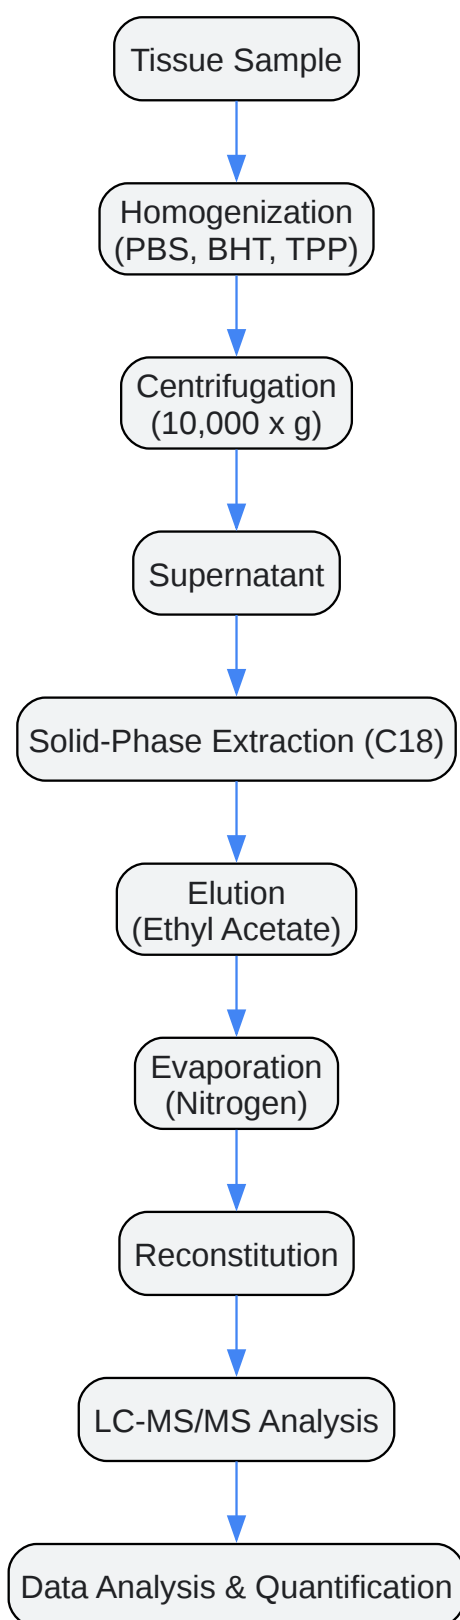 Tissue Sample
Homogenization
(PBS, BHT, TPP)
Centrifugation
(10,000 x g)
Supernatant
Solid-Phase Extraction (C18)
Elution
(Ethyl Acetate)
Evaporation
(Nitrogen)
Reconstitution
LC-MS/MS Analysis
Data Analysis & Quantification